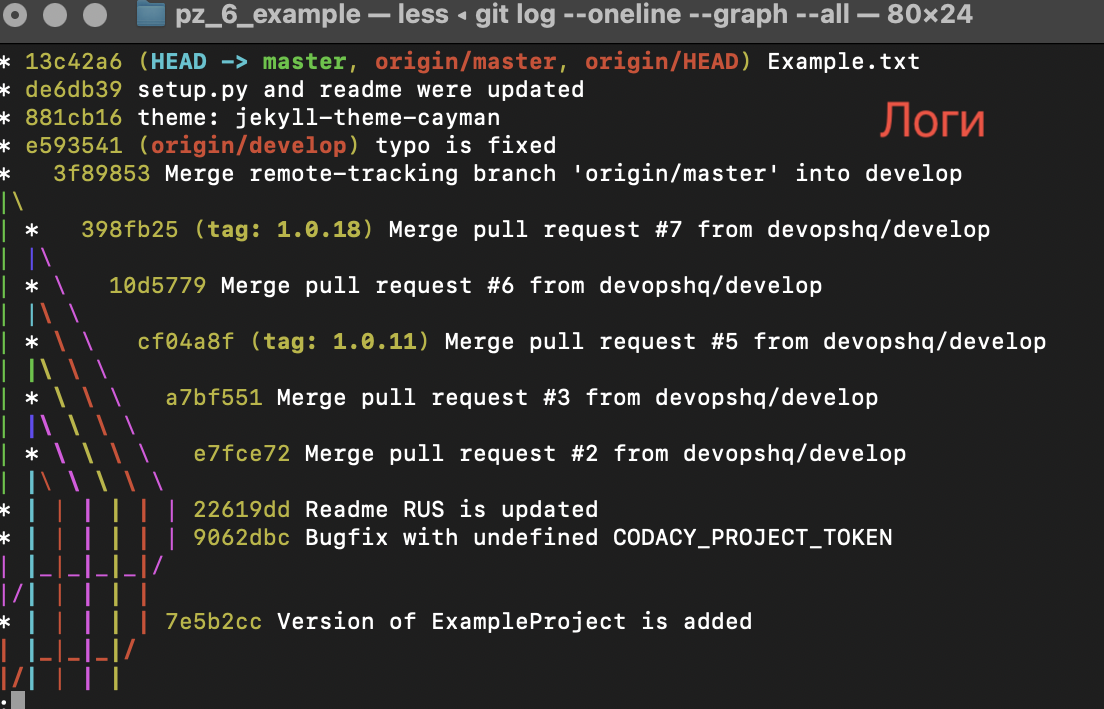 pz_6_example — less ◂ git log --oneline --graph --all — 80×24
* 13c42a6 (HEAD -> master, origin/master, origin/HEAD) Example.txt
* de6db39 setup.py and readme were updated
* 881cb16 theme: jekyll-theme-cayman
Логи
* e593541 (origin/develop) typo is fixed
*   3f89853 Merge remote-tracking branch 'origin/master' into develop
|\
| *   398fb25 (tag: 1.0.18) Merge pull request #7 from devopshq/develop
| |\
| * \   10d5779 Merge pull request #6 from devopshq/develop
| |\ \
| * \ \   cf04a8f (tag: 1.0.11) Merge pull request #5 from devopshq/develop
| |\ \ \
| * \ \ \   a7bf551 Merge pull request #3 from devopshq/develop
| |\ \ \ \
| * \ \ \ \   e7fce72 Merge pull request #2 from devopshq/develop
| |\ \ \ \ \
* | | | | | | 22619dd Readme RUS is updated
* | | | | | | 9062dbc Bugfix with undefined CODACY_PROJECT_TOKEN
| |_|_|_|_|/
|/| | | | |
* | | | | | 7e5b2cc Version of ExampleProject is added
| |_|_|_|/
|/| | | |
: